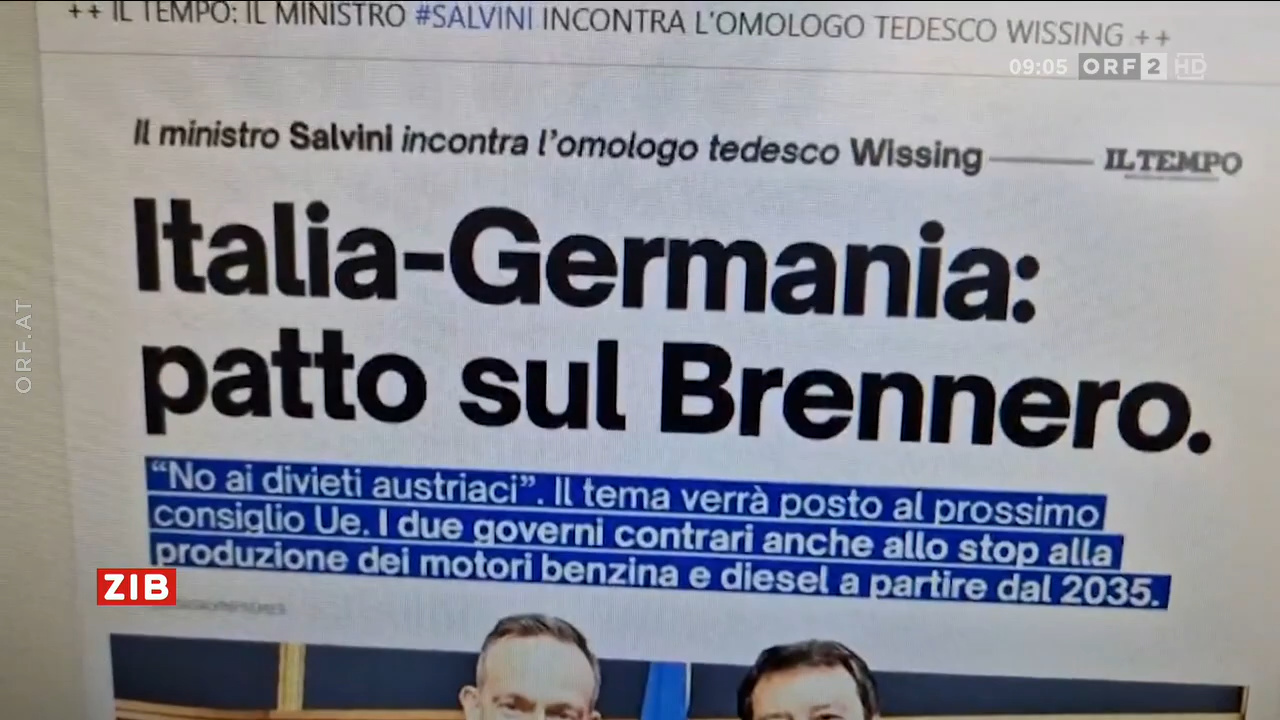 ++ IL TEMPO: IL MINISTRO #SALVINI INCONTRA L'OMOLOGO TEDESCO WISSING ++
09:05 ORF 2 HD
Il ministro Salvini incontra l'omologo tedesco Wissing
IL TEMPO
Italia-Germania:
patto sul Brennero.
"No ai divieti austriaci". Il tema verrà posto al prossimo
consiglio Ue. I due governi contrari anche allo stop alla
produzione dei motori benzina e diesel a partire dal 2035.
ORF.AT
ZIB